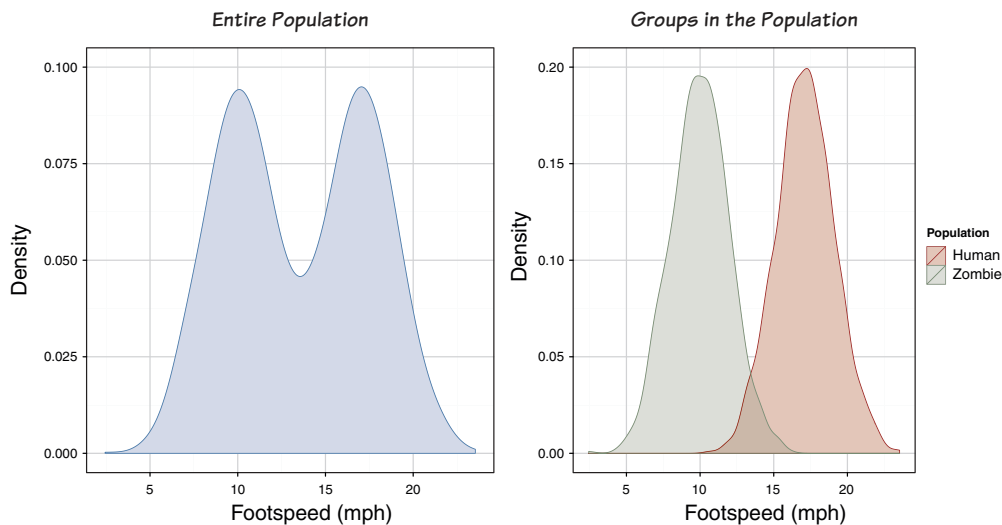 Entire Population
0.100
0.075
0.050
0.025
0.000
Density
5 10 15 20
Footspeed (mph)
Groups in the Population
0.20
0.15
0.10
0.05
0.00
Density
5 10 15 20
Footspeed (mph)
Population
Human
Zombie